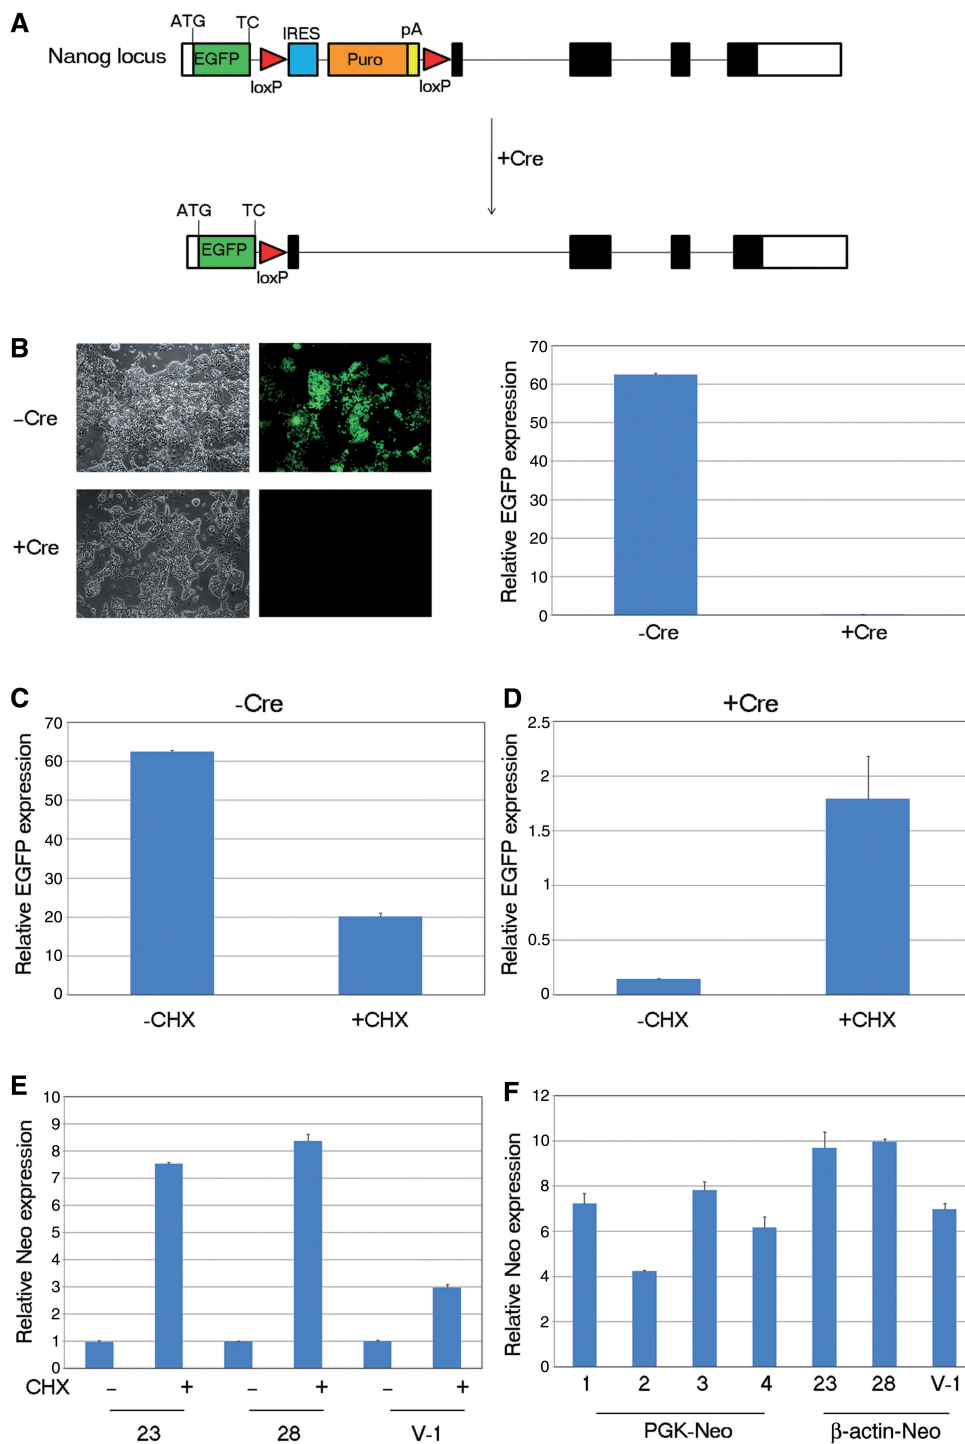 A
ATG TC IRES pA
Nanog locus EGFP Puro
loxP loxP
+Cre
ATG TC
EGFP
loxP
B
−Cre
+Cre
Relative EGFP expression
70
60
50
40
30
20
10
0
-Cre +Cre
C
-Cre
Relative EGFP expression
70
60
50
40
30
20
10
0
-CHX +CHX
D
+Cre
Relative EGFP expression
2.5
2
1.5
1
0.5
0
-CHX +CHX
E
Relative Neo expression
10
9
8
7
6
5
4
3
2
1
0
CHX − + − + − +
23 28 V-1
F
Relative Neo expression
12
10
8
6
4
2
0
1 2 3 4 23 28 V-1
PGK-Neo β-actin-Neo